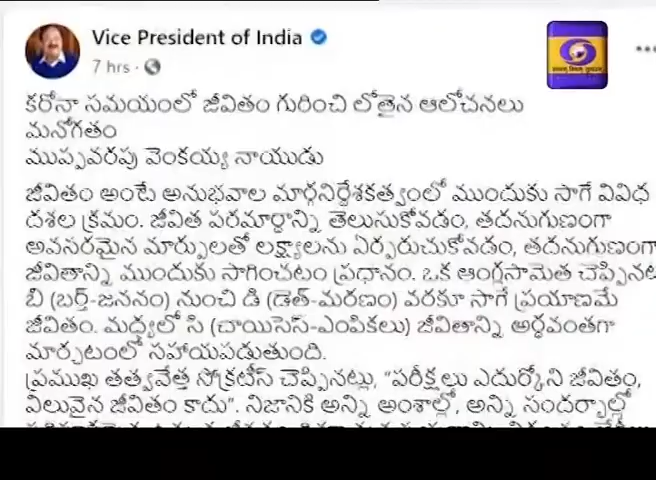 Vice President of India
7 hrs ·
కరోనా సమయంలో జీవితం గురించి లోతైన ఆలోచనలు
మనోగతం
ముప్పవరపు వెంకయ్య నాయుడు
జీవితం అంటే అనుభవాల మార్గనిర్దేశకత్వంలో ముందుకు సాగే వివిధ
దశల క్రమం. జీవిత పరమార్థాన్ని తెలుసుకోవడం, తదనుగుణంగా
అవసరమైన మార్పులతో లక్ష్యాలను ఏర్పరుచుకోవడం, తదనుగుణంగా
జీవితాన్ని ముందుకు సాగించటం ప్రధానం. ఒక ఆంగ్లసామెత చెప్పినట్ల
బి (బర్త్-జననం) నుంచి డి (డెత్-మరణం) వరకూ సాగే ప్రయాణమే
జీవితం. మధ్యలో సి (చాయిసెస్-ఎంపికలు) జీవితాన్ని అర్థవంతగా
మార్చటంలో సహాయపడుతుంది.
ప్రముఖ తత్వవేత్త సోక్రటీస్ చెప్పినట్లు, "పరీక్షలు ఎదుర్కోని జీవితం,
విలువైన జీవితం కాదు". నిజానికి అన్ని అంశాల్లో, అన్ని సందర్భాల్లో